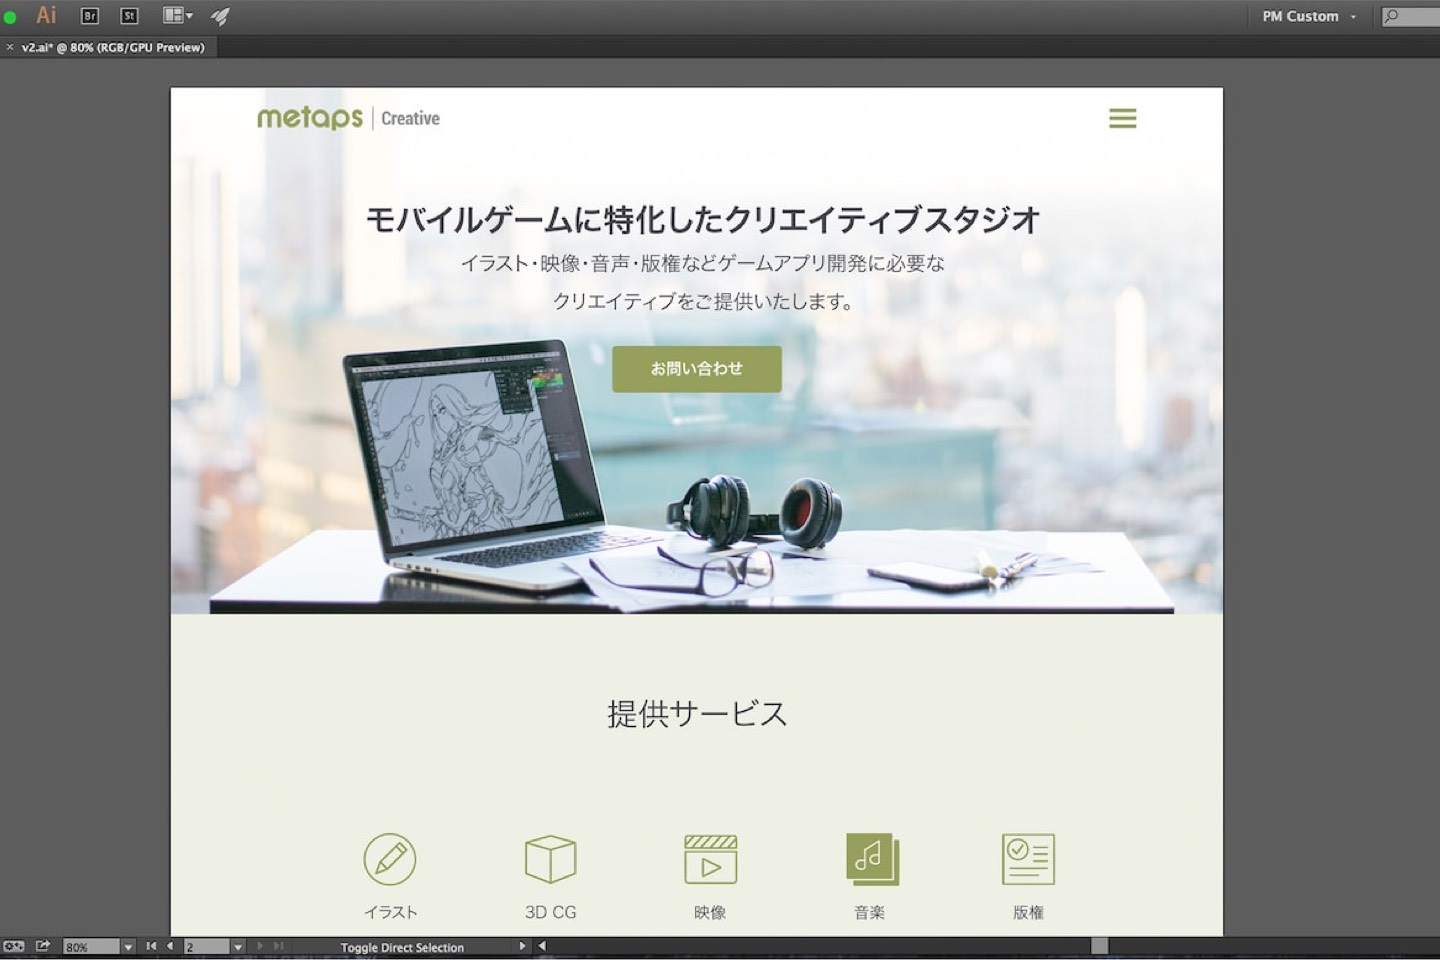 Ai Br St
PM Custom
× v2.ai* @ 80% (RGB/GPU Preview)
metaps | Creative
モバイルゲームに特化したクリエイティブスタジオ
イラスト・映像・音声・版権などゲームアプリ開発に必要な
クリエイティブをご提供いたします。
お問い合わせ
提供サービス
イラスト
3D CG
映像
音楽
版権
80%
2
Toggle Direct Selection